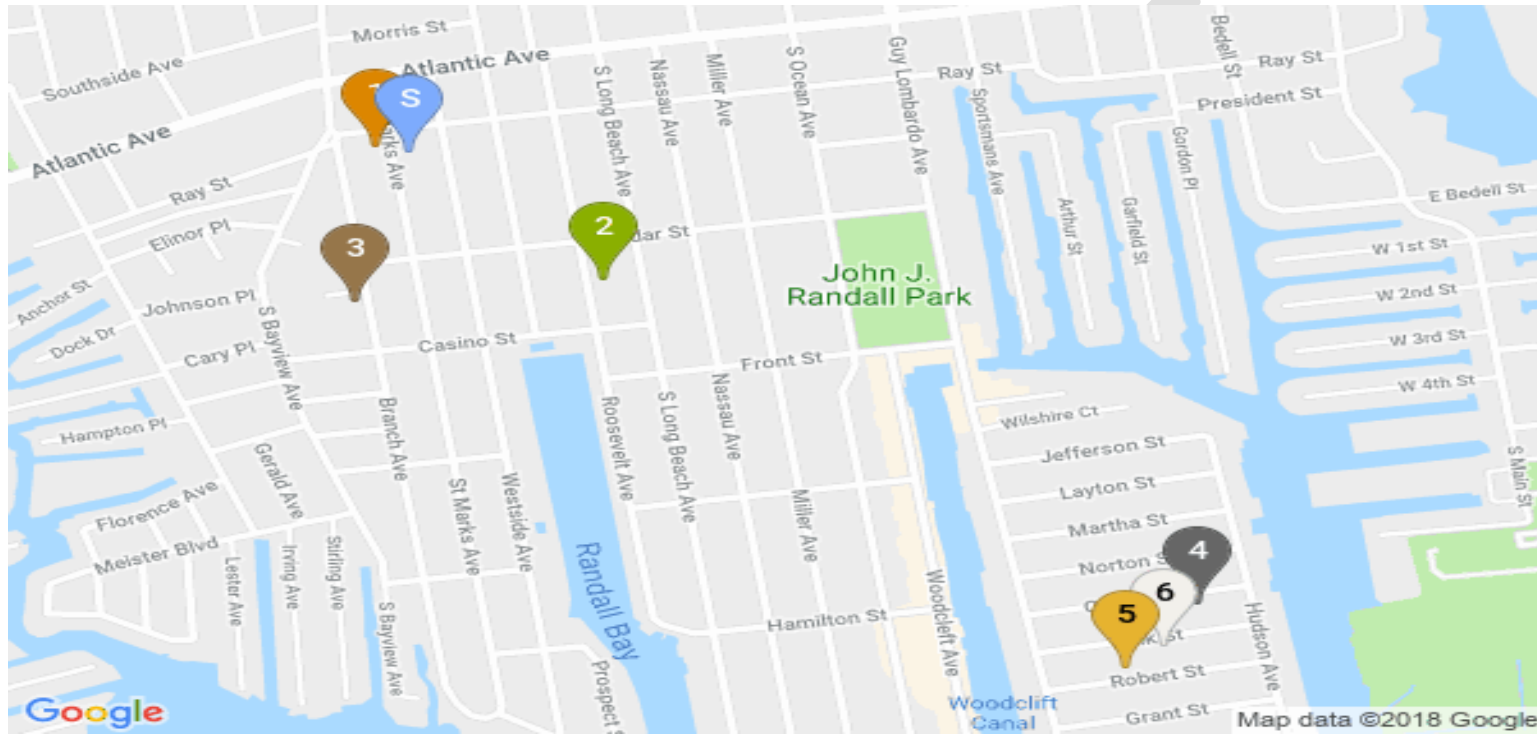 Morris St
Southside Ave
Atlantic Ave
S Long Beach Ave
Nassau Ave
Miller Ave
S Ocean Ave
Guy Lombardo Ave
Ray St
Bedell St
Ray St
President St
Sportsmans Ave
Gordon Pl
S
Atlantic Ave
Ray St
Elinor Pl
3
2
Arthur St
Garfield St
E Bedell St
W 1st St
Anchor St
Johnson Pl
S Bayview Ave
John J.
Randall Park
W 2nd St
Dock Dr
Cary Pl
Casino St
Front St
W 3rd St
W 4th St
Hampton Pl
Gerald Ave
Branch Ave
Roosevelt Ave
S Long Beach Ave
Nassau Ave
Wilshire Ct
Jefferson St
S Main St
Florence Ave
Meister Blvd
St Marks Ave
Westside Ave
Miller Ave
Layton St
Martha St
Lester Ave
Irving Ave
Stirling Ave
S Bayview Ave
Randall Bay
Norton
4
6
5
Hamilton St
Woodcleft Ave
Hudson Ave
Prospect S
Robert St
Woodclift
Canal
Grant St
Google
Map data ©2018 Google